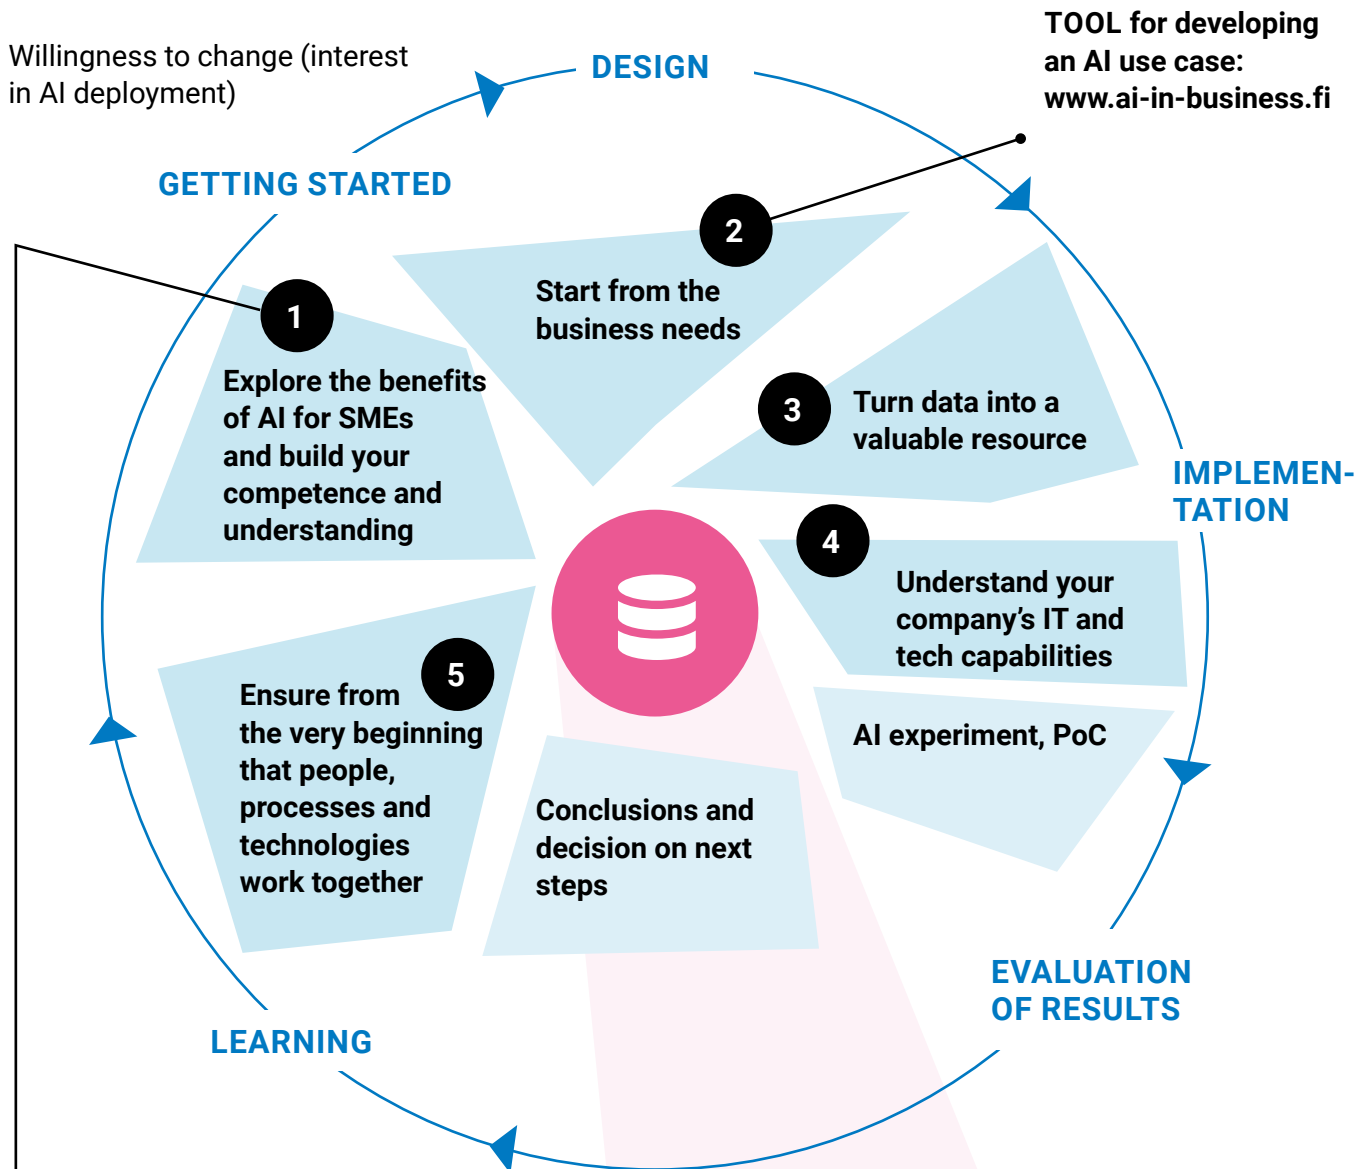 Willingness to change (interest
in AI deployment)
TOOL for developing
an AI use case:
www.ai-in-business.fi
DESIGN
GETTING STARTED
1
Explore the benefits
of AI for SMEs
and build your
competence and
understanding
2
Start from the
business needs
3
Turn data into a
valuable resource
IMPLEMEN-
TATION
4
Understand your
company’s IT and
tech capabilities
AI experiment, PoC
5
Ensure from
the very beginning
that people,
processes and
technologies
work together
Conclusions and
decision on next
steps
EVALUATION
OF RESULTS
LEARNING